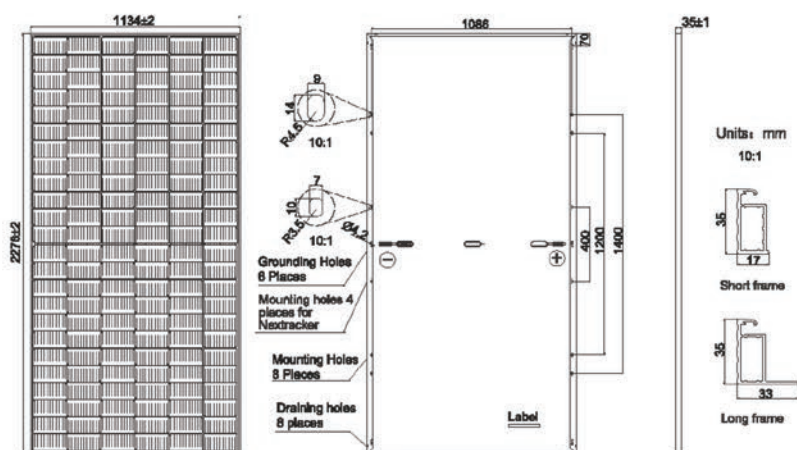 1134±2
2278±2
1086
70
35±1
9
14
R4.5
10:1
7
10
R3.5
10:1
Ø4.2
Grounding Holes
6 Places
Mounting holes 4
places for
Nextracker
Mounting Holes
8 Places
Draining holes
8 places
−
+
400
1200
1400
Label
Units: mm
10:1
35
17
Short frame
35
33
Long frame